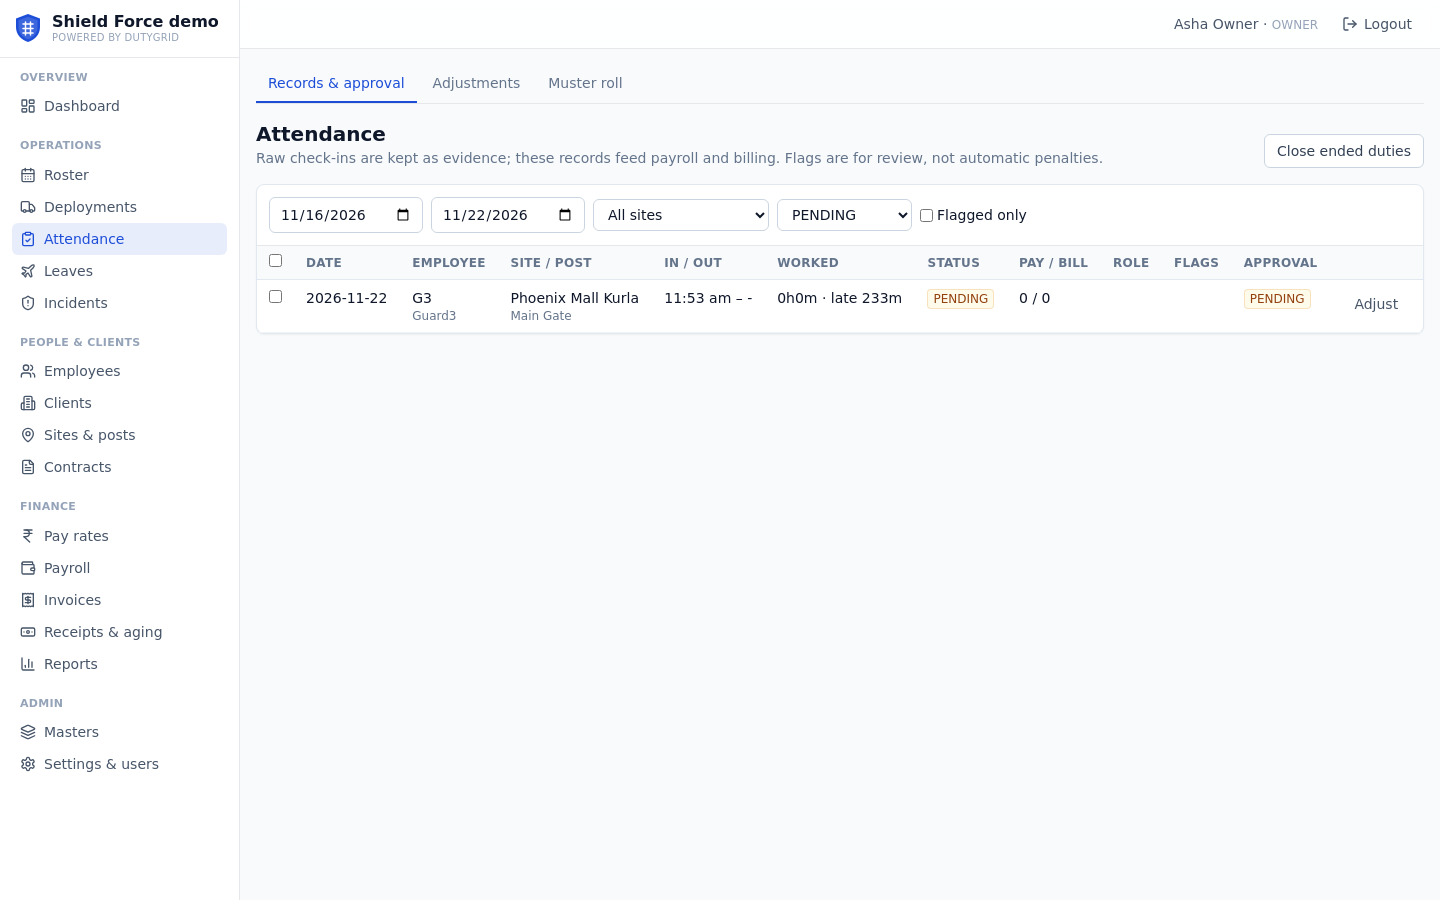 Shield Force demo
POWERED BY DUTYGRID
Asha Owner · OWNER
Logout
OVERVIEW
Dashboard
OPERATIONS
Roster
Deployments
Attendance
Leaves
Incidents
PEOPLE & CLIENTS
Employees
Clients
Sites & posts
Contracts
FINANCE
Pay rates
Payroll
Invoices
Receipts & aging
Reports
ADMIN
Masters
Settings & users
Records & approval Adjustments Muster roll
Attendance
Raw check-ins are kept as evidence; these records feed payroll and billing. Flags are for review, not automatic penalties.
Close ended duties
11/16/2026 11/22/2026 All sites PENDING Flagged only
DATE EMPLOYEE SITE / POST IN / OUT WORKED STATUS PAY / BILL ROLE FLAGS APPROVAL
2026-11-22 G3 Phoenix Mall Kurla 11:53 am – - 0h0m · late 233m PENDING 0 / 0 PENDING Adjust
Guard3 Main Gate